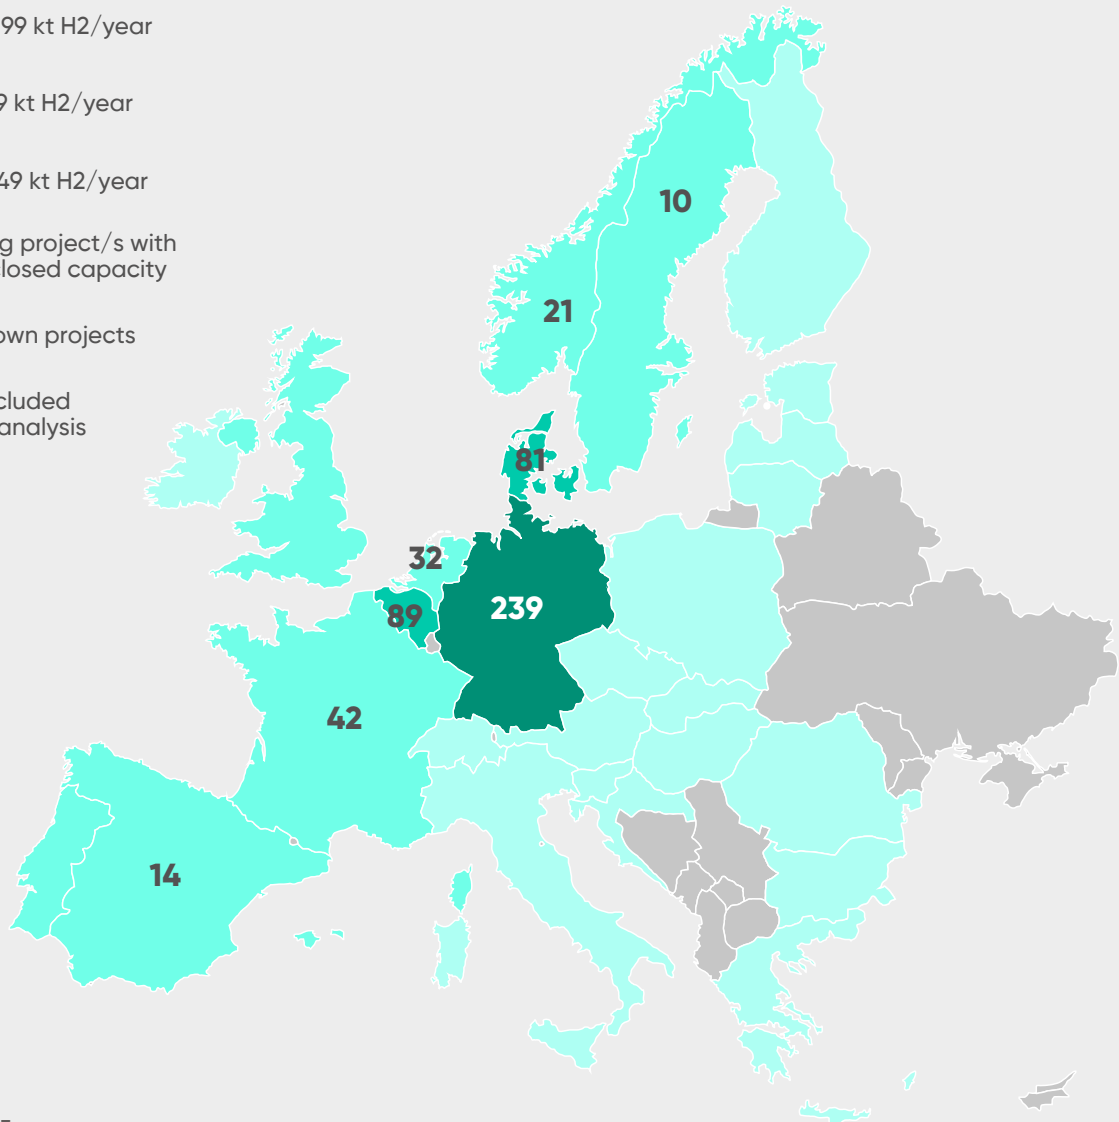 99 kt H2/year
9 kt H2/year
49 kt H2/year
g project/s with
closed capacity
own projects
cluded
analysis
10
21
81
32
89
239
42
14